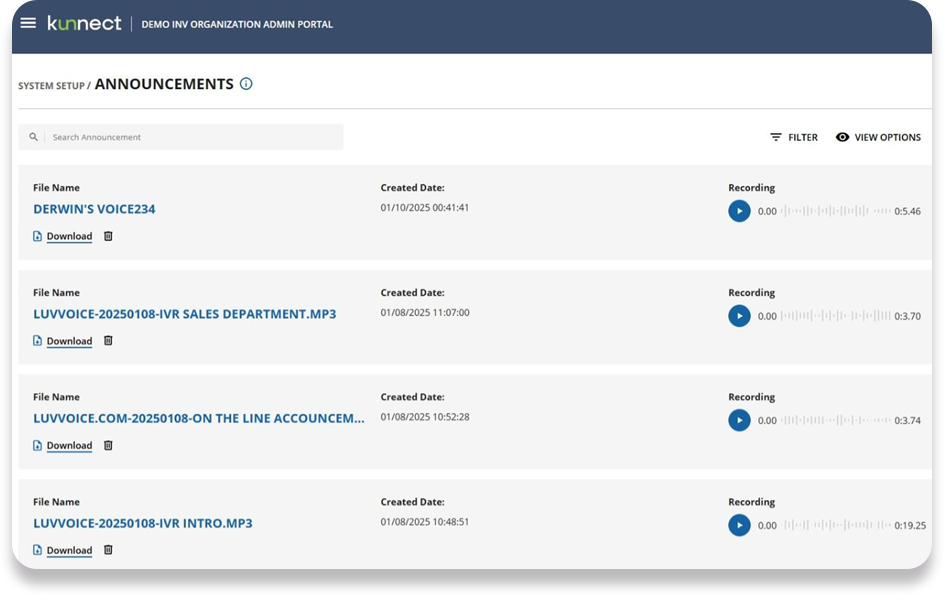 kunnect DEMO INV ORGANIZATION ADMIN PORTAL
SYSTEM SETUP / ANNOUNCEMENTS
Search Announcement FILTER VIEW OPTIONS
File Name Created Date: Recording
DERWIN'S VOICE234 01/10/2025 00:41:41 0.00 0:5.46
Download
File Name Created Date: Recording
LUVVOICE-20250108-IVR SALES DEPARTMENT.MP3 01/08/2025 11:07:00 0.00 0:3.70
Download
File Name Created Date: Recording
LUVVOICE.COM-20250108-ON THE LINE ACCOUNCEM... 01/08/2025 10:52:28 0.00 0:3.74
Download
File Name Created Date: Recording
LUVVOICE-20250108-IVR INTRO.MP3 01/08/2025 10:48:51 0.00 0:19.25
Download